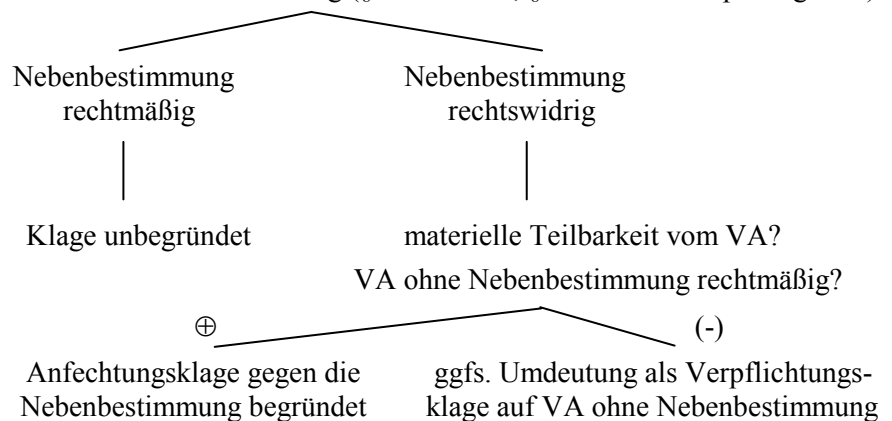 Nebenbestimmung Nebenbestimmung
rechtmäßig rechtswidrig
Klage unbegründet materielle Teilbarkeit vom VA?
VA ohne Nebenbestimmung rechtmäßig?
⊕ (-)
Anfechtungsklage gegen die ggfs. Umdeutung als Verpflichtungs-
Nebenbestimmung begründet klage auf VA ohne Nebenbestimmung